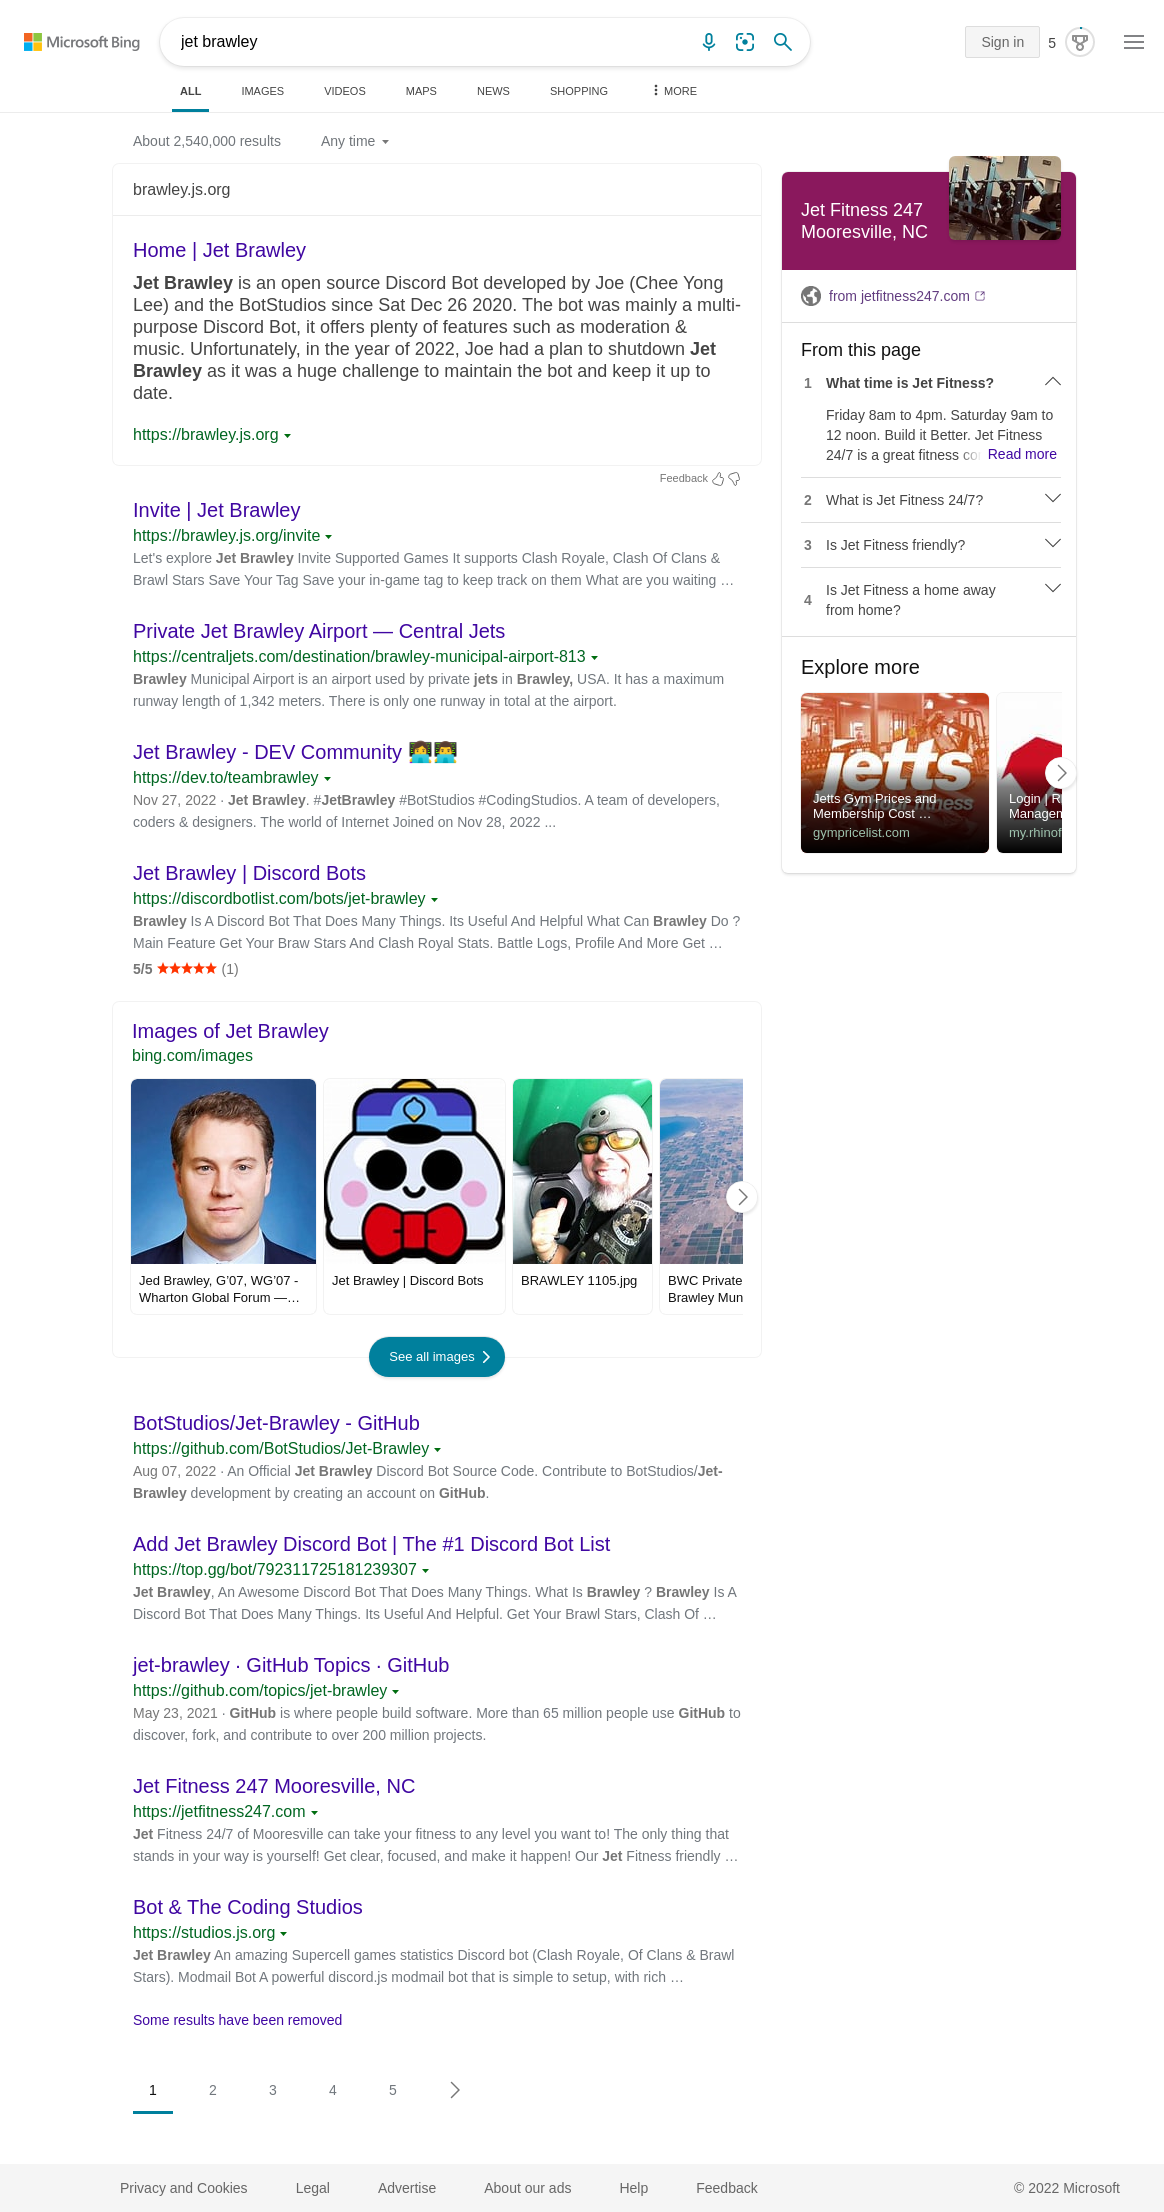 Microsoft Bing
jet brawley
Sign in
5
ALL
IMAGES
VIDEOS
MAPS
NEWS
SHOPPING
MORE
About 2,540,000 results
Any time
brawley.js.org
Home | Jet Brawley
Jet Brawley is an open source Discord Bot developed by Joe (Chee Yong
Lee) and the BotStudios since Sat Dec 26 2020. The bot was mainly a multi-
purpose Discord Bot, it offers plenty of features such as moderation &
music. Unfortunately, in the year of 2022, Joe had a plan to shutdown Jet
Brawley as it was a huge challenge to maintain the bot and keep it up to
date.
https://brawley.js.org
Feedback
Invite | Jet Brawley
https://brawley.js.org/invite
Let's explore Jet Brawley Invite Supported Games It supports Clash Royale, Clash Of Clans &
Brawl Stars Save Your Tag Save your in-game tag to keep track on them What are you waiting …
Private Jet Brawley Airport — Central Jets
https://centraljets.com/destination/brawley-municipal-airport-813
Brawley Municipal Airport is an airport used by private jets in Brawley, USA. It has a maximum
runway length of 1,342 meters. There is only one runway in total at the airport.
Jet Brawley - DEV Community 👩‍💻👨‍💻
https://dev.to/teambrawley
Nov 27, 2022 · Jet Brawley. #JetBrawley #BotStudios #CodingStudios. A team of developers,
coders & designers. The world of Internet Joined on Nov 28, 2022 ...
Jet Brawley | Discord Bots
https://discordbotlist.com/bots/jet-brawley
Brawley Is A Discord Bot That Does Many Things. Its Useful And Helpful What Can Brawley Do ?
Main Feature Get Your Braw Stars And Clash Royal Stats. Battle Logs, Profile And More Get …
5/5 ★★★★★ (1)
Images of Jet Brawley
bing.com/images
Jed Brawley, G’07, WG’07 -
Wharton Global Forum —…
Jet Brawley | Discord Bots
BRAWLEY 1105.jpg
BWC Private
Brawley Mun
See all images
BotStudios/Jet-Brawley - GitHub
https://github.com/BotStudios/Jet-Brawley
Aug 07, 2022 · An Official Jet Brawley Discord Bot Source Code. Contribute to BotStudios/Jet-
Brawley development by creating an account on GitHub.
Add Jet Brawley Discord Bot | The #1 Discord Bot List
https://top.gg/bot/792311725181239307
Jet Brawley, An Awesome Discord Bot That Does Many Things. What Is Brawley ? Brawley Is A
Discord Bot That Does Many Things. Its Useful And Helpful. Get Your Brawl Stars, Clash Of …
jet-brawley · GitHub Topics · GitHub
https://github.com/topics/jet-brawley
May 23, 2021 · GitHub is where people build software. More than 65 million people use GitHub to
discover, fork, and contribute to over 200 million projects.
Jet Fitness 247 Mooresville, NC
https://jetfitness247.com
Jet Fitness 24/7 of Mooresville can take your fitness to any level you want to! The only thing that
stands in your way is yourself! Get clear, focused, and make it happen! Our Jet Fitness friendly …
Bot & The Coding Studios
https://studios.js.org
Jet Brawley An amazing Supercell games statistics Discord bot (Clash Royale, Of Clans & Brawl
Stars). Modmail Bot A powerful discord.js modmail bot that is simple to setup, with rich …
Some results have been removed
1
2
3
4
5
Jet Fitness 247
Mooresville, NC
from jetfitness247.com
From this page
1 What time is Jet Fitness?
Friday 8am to 4pm. Saturday 9am to
12 noon. Build it Better. Jet Fitness
24/7 is a great fitness co Read more
2 What is Jet Fitness 24/7?
3 Is Jet Fitness friendly?
4 Is Jet Fitness a home away
from home?
Explore more
jetts
24 hour fitness
Jetts Gym Prices and
Membership Cost …
gympricelist.com
Login | R
Managem
my.rhinof
Privacy and Cookies
Legal
Advertise
About our ads
Help
Feedback
© 2022 Microsoft